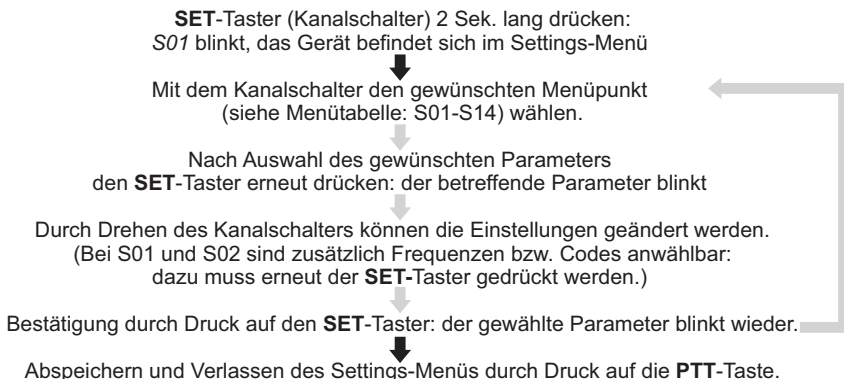 SET-Taster (Kanalschalter) 2 Sek. lang drücken:
S01 blinkt, das Gerät befindet sich im Settings-Menü
Mit dem Kanalschalter den gewünschten Menüpunkt
(siehe Menütabelle: S01-S14) wählen.
Nach Auswahl des gewünschten Parameters
den SET-Taster erneut drücken: der betreffende Parameter blinkt
Durch Drehen des Kanalschalters können die Einstellungen geändert werden.
(Bei S01 und S02 sind zusätzlich Frequenzen bzw. Codes anwählbar:
dazu muss erneut der SET-Taster gedrückt werden.)
Bestätigung durch Druck auf den SET-Taster: der gewählte Parameter blinkt wieder.
Abspeichern und Verlassen des Settings-Menüs durch Druck auf die PTT-Taste.